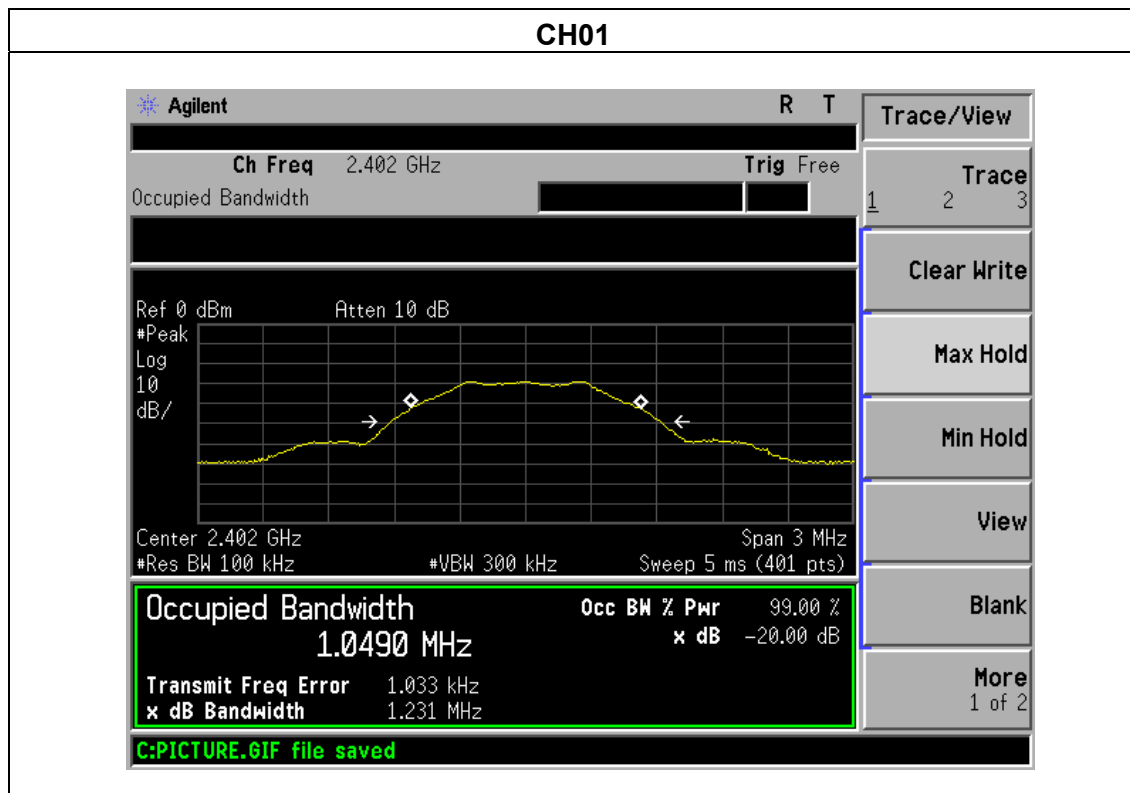 CH01
Agilent R T
Trace/View
Ch Freq 2.402 GHz Trig Free
Occupied Bandwidth
Trace
1 2 3
Clear Write
Max Hold
Min Hold
View
Blank
More
1 of 2
Ref 0 dBm Atten 10 dB
#Peak
Log
10
dB/
Center 2.402 GHz Span 3 MHz
#Res BW 100 kHz #VBW 300 kHz Sweep 5 ms (401 pts)
Occupied Bandwidth Occ BW % Pwr 99.00 %
1.0490 MHz x dB -20.00 dB
Transmit Freq Error 1.033 kHz
x dB Bandwidth 1.231 MHz
C:PICTURE.GIF file saved